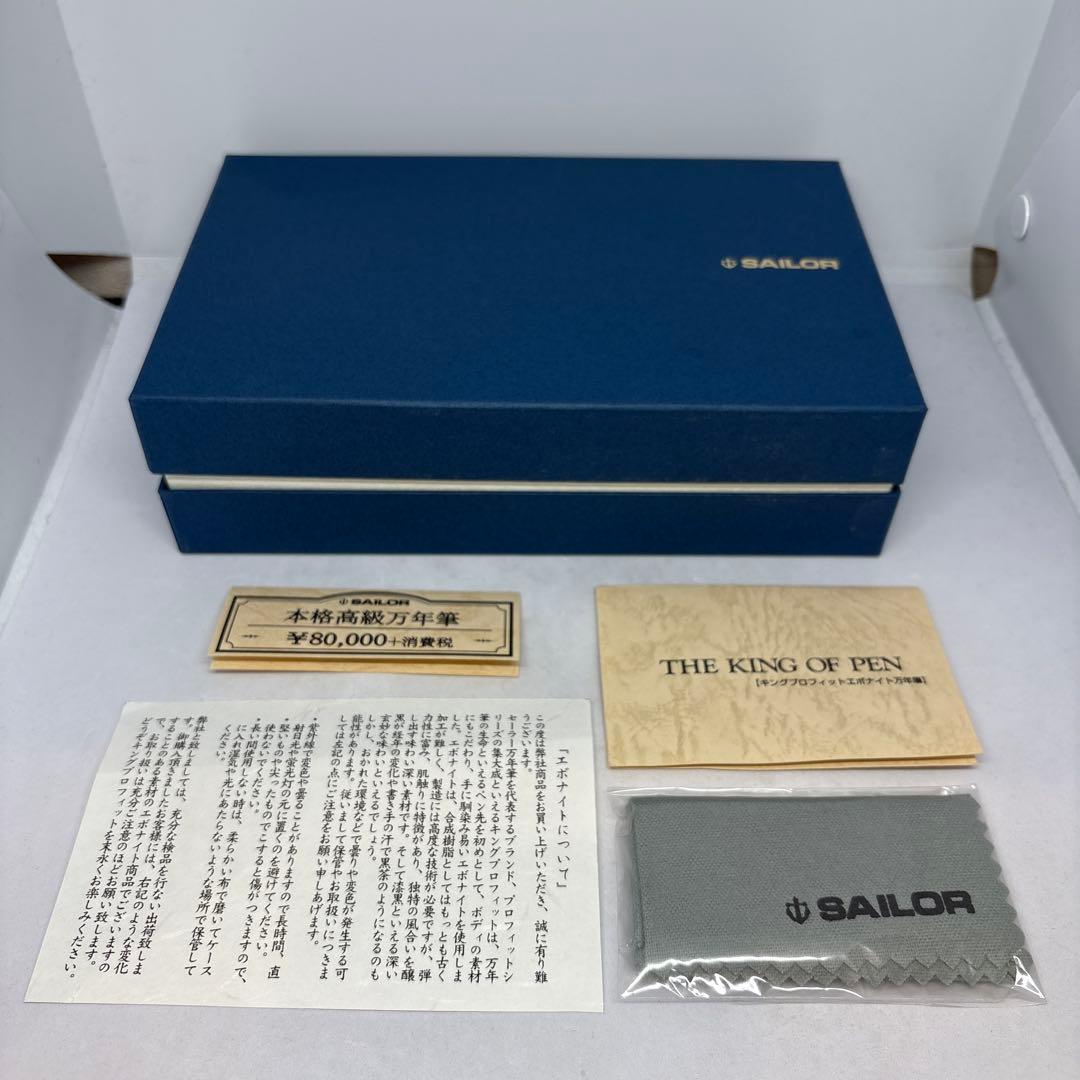 SAILOR
SAILOR
本格高級万年筆
¥80,000+消費税
THE KING OF PEN
［キングプロフィットエボナイト万年筆］
「エボナイトについて」
この度は弊社商品をお買い上げいただき、誠に有り難
うございます。
セーラー万年筆を代表するブランド、プロフィットシ
リーズの集大成といえるキングプロフィットは、万年
筆の生命といえるペン先を初めとして、ボディの素材
にもこだわり、手に馴染み易いエボナイトを使用しま
した。エボナイトは、合成樹脂としてはもっとも古く
加工が難しく、製造には高度な技術が必要ですが、弾
力性に富み、肌触りに特徴があり、独特の風合いを醸
し出す味わい深い素材です。そして漆黒といえる深い
黒が経年の変化や書き手の汗で黒茶のようになるのも
玄妙な味わいといえるでしょう。
しかし、おかれた環境などで曇りや変色が発生する可
能性があります。従いまして保管やお取扱いにつきま
しては左記の点にご注意をお願い申しあげます。
・紫外線で変色や曇ることがありますので長時間、直
射日光や蛍光灯の元に置くのを避けてください。
・堅いものや尖ったものでこすると傷がつきますので、
使わないでください。
・長い間使用しない時は、柔らかい布で磨いてケース
に入れ湿気や光にあたらないような場所で保管して
ください。
弊社と致しましては、充分な検品を行ない出荷致しま
す。御購入頂きましたお客様には、右記のような変化
することのある素材のエボナイト商品でございますの
で、お取り扱いは充分ご注意のほどお願い致します。
どうぞキングプロフィットを末永くお楽しみください。
SAILOR